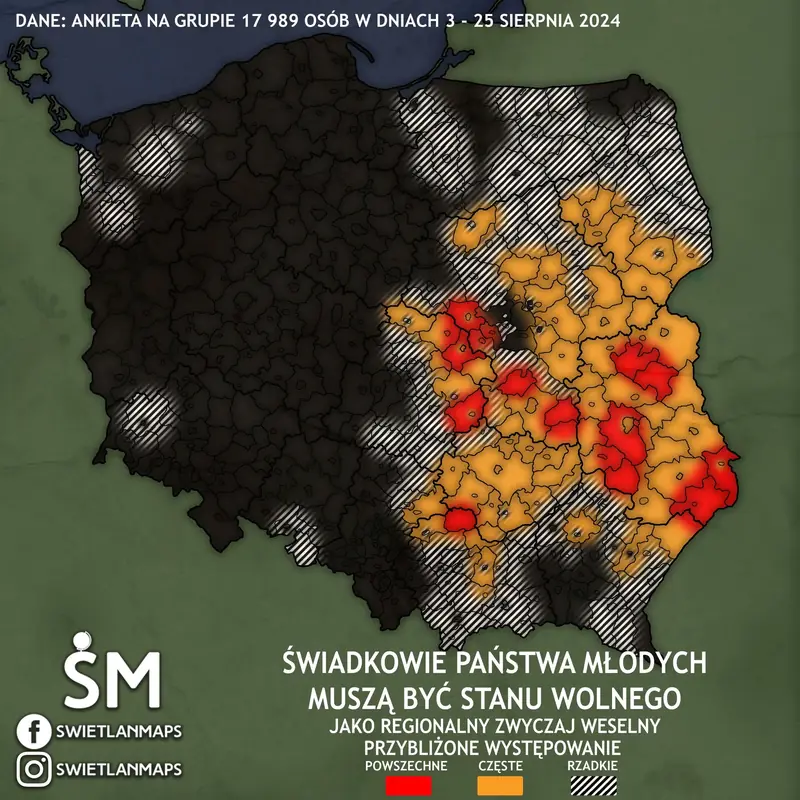 DANE: ANKIETA NA GRUPIE 17 989 OSÓB W DNIACH 3 - 25 SIERPNIA 2024
ŚM
SWIETLANMAPS
SWIETLANMAPS
ŚWIADKOWIE PAŃSTWA MŁODYCH
MUSZĄ BYĆ STANU WOLNEGO
JAKO REGIONALNY ZWYCZAJ WESELNY
PRZYBLIŻONE WYSTĘPOWANIE
POWSZECHNE CZĘSTE RZADKIE